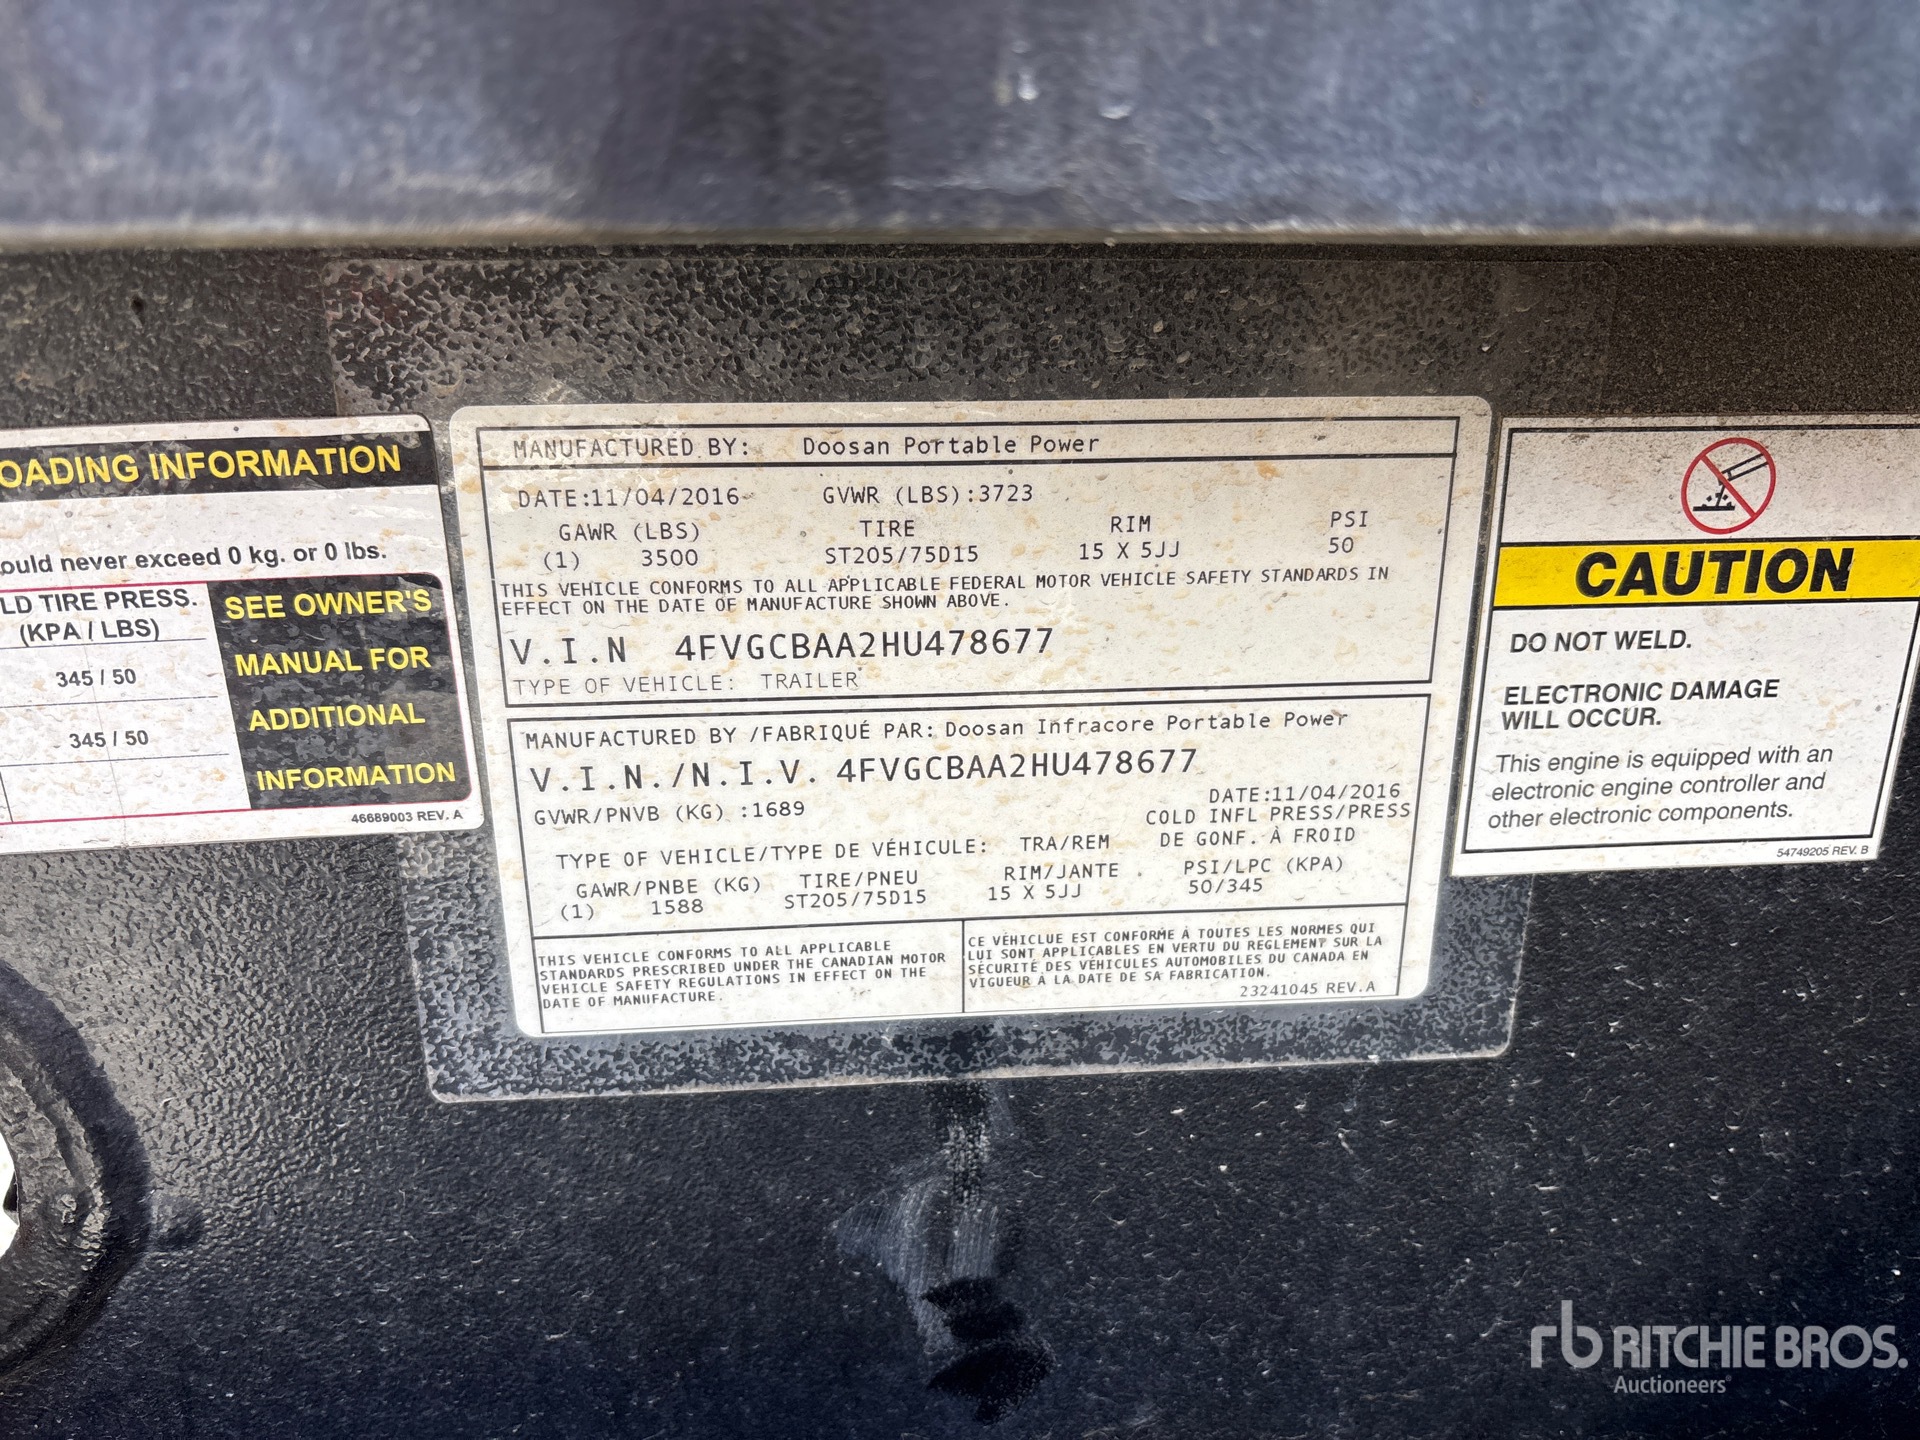 OADING INFORMATION
ould never exceed 0 kg. or 0 lbs.
LD TIRE PRESS.
(KPA / LBS)
345 / 50
345 / 50
SEE OWNER'S
MANUAL FOR
ADDITIONAL
INFORMATION
46689003 REV. A
MANUFACTURED BY: Doosan Portable Power
DATE:11/04/2016 GVWR (LBS):3723
GAWR (LBS) TIRE RIM PSI
(1) 3500 ST205/75D15 15 X 5JJ 50
THIS VEHICLE CONFORMS TO ALL APPLICABLE FEDERAL MOTOR VEHICLE SAFETY STANDARDS IN
EFFECT ON THE DATE OF MANUFACTURE SHOWN ABOVE.
V.I.N 4FVGCBAA2HU478677
TYPE OF VEHICLE: TRAILER
MANUFACTURED BY /FABRIQUÉ PAR: Doosan Infracore Portable Power
V.I.N./N.I.V. 4FVGCBAA2HU478677
GVWR/PNVB (KG) :1689
DATE:11/04/2016
COLD INFL PRESS/PRESS
DE GONF. À FROID
TYPE OF VEHICLE/TYPE DE VÉHICULE: TRA/REM
GAWR/PNBE (KG) TIRE/PNEU RIM/JANTE PSI/LPC (KPA)
(1) 1588 ST205/75D15 15 X 5JJ 50/345
THIS VEHICLE CONFORMS TO ALL APPLICABLE
STANDARDS PRESCRIBED UNDER THE CANADIAN MOTOR
VEHICLE SAFETY REGULATIONS IN EFFECT ON THE
DATE OF MANUFACTURE.
CE VÉHICLUE EST CONFORME À TOUTES LES NORMES QUI
LUI SONT APPLICABLES EN VERTU DU REGLEMENT SUR LA
SÉCURITÉ DES VÉHICULES AUTOMOBILES DU CANADA EN
VIGUEUR À LA DATE DE SA FABRICATION.
23241045 REV.A
CAUTION
DO NOT WELD.
ELECTRONIC DAMAGE
WILL OCCUR.
This engine is equipped with an
electronic engine controller and
other electronic components.
54749205 REV. B
rb RITCHIE BROS.
Auctioneers